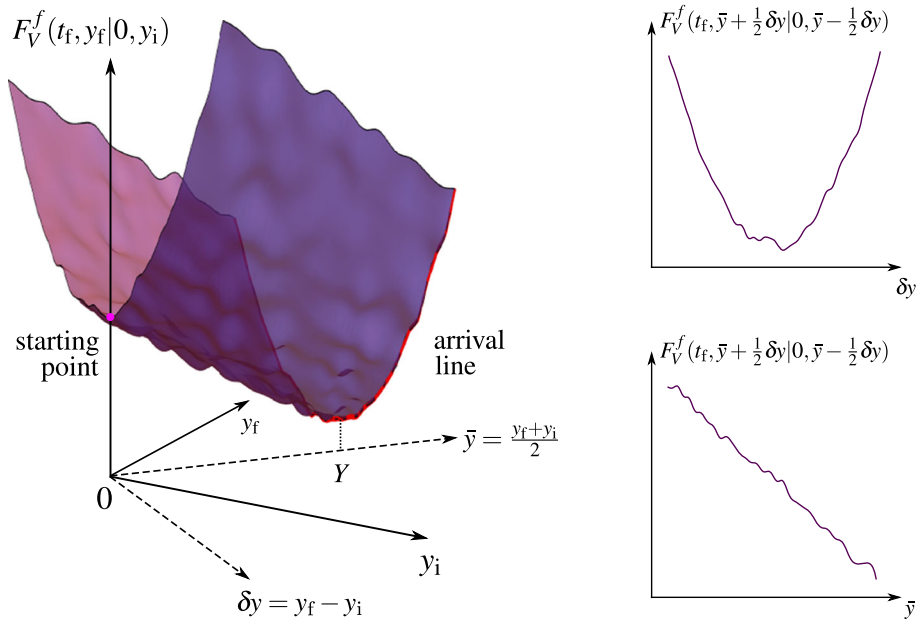 F_V^f(t_f, y_f|0, y_i)
starting
point
arrival
line
y_f
ȳ = (y_f+y_i)/2
Y
0
y_i
δy = y_f − y_i
F_V^f(t_f, ȳ + ½δy|0, ȳ − ½δy)
δy
F_V^f(t_f, ȳ + ½δy|0, ȳ − ½δy)
ȳ